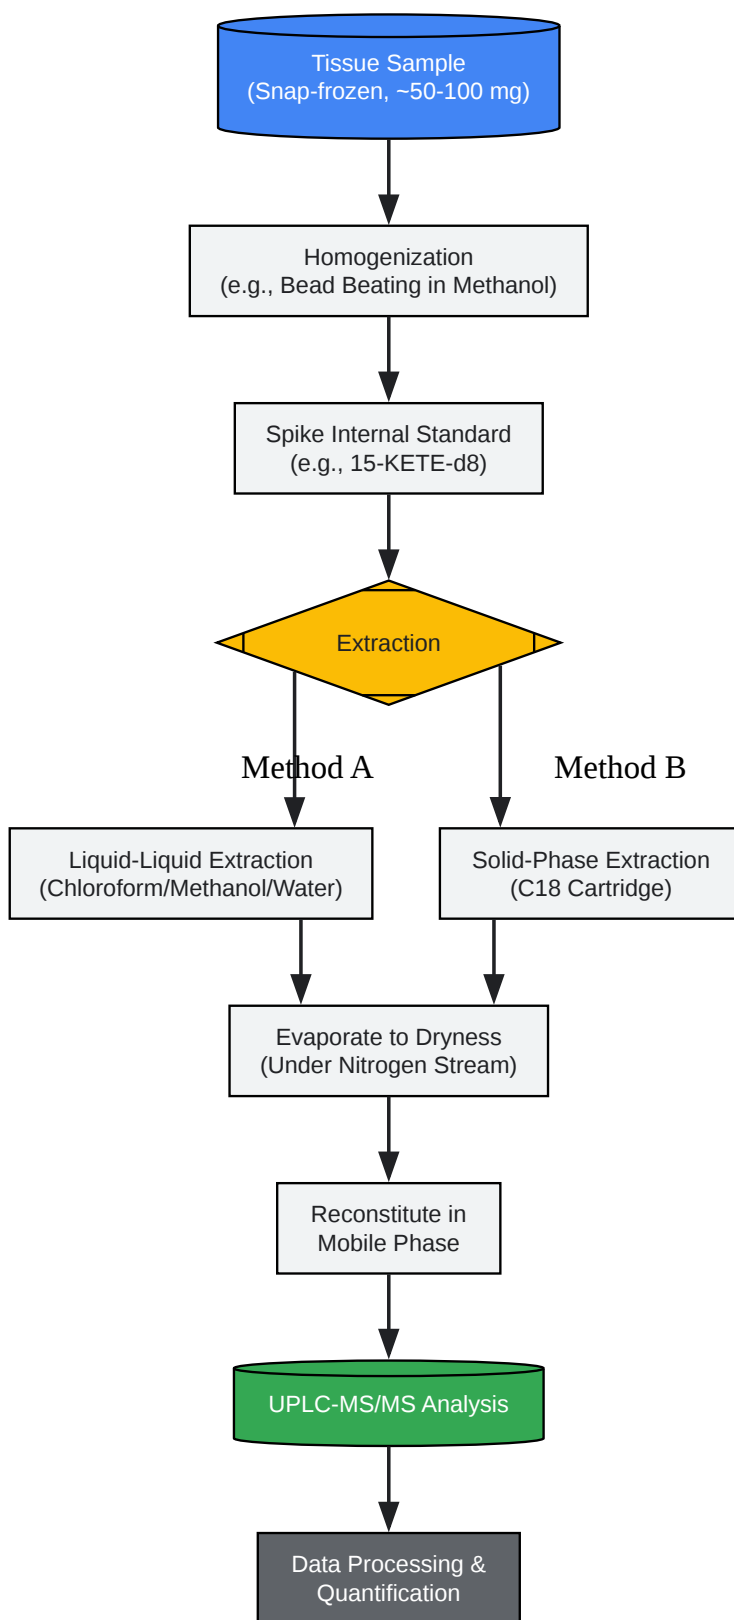 Tissue Sample
(Snap-frozen, ~50-100 mg)
Homogenization
(e.g., Bead Beating in Methanol)
Spike Internal Standard
(e.g., 15-KETE-d8)
Extraction
Method A
Method B
Liquid-Liquid Extraction
(Chloroform/Methanol/Water)
Solid-Phase Extraction
(C18 Cartridge)
Evaporate to Dryness
(Under Nitrogen Stream)
Reconstitute in
Mobile Phase
UPLC-MS/MS Analysis
Data Processing &
Quantification